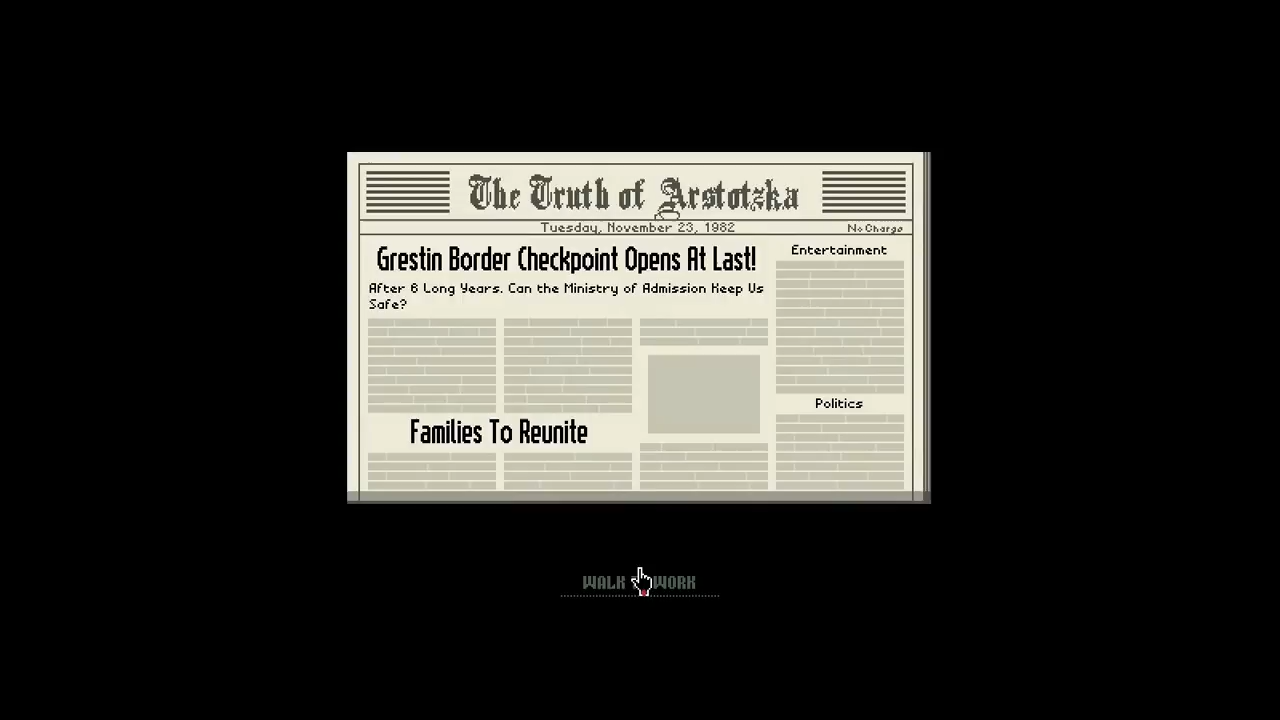 The Truth of Arstotzka
Tuesday, November 23, 1982
No Charge
Grestin Border Checkpoint Opens At Last!
After 6 Long Years. Can the Ministry of Admission Keep Us
Safe?
Entertainment
Politics
Families To Reunite
WALK WORK